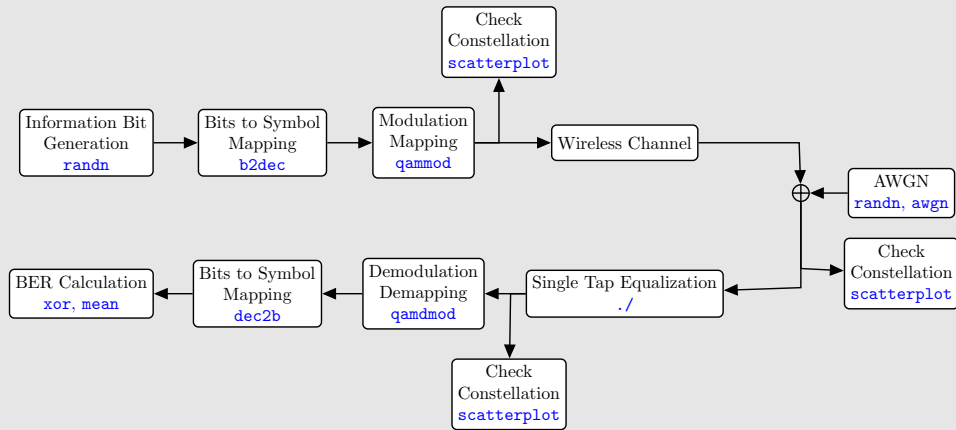 Check
Constellation
scatterplot
Information Bit
Generation
randn
Bits to Symbol
Mapping
b2dec
Modulation
Mapping
qammod
Wireless Channel
AWGN
randn, awgn
Check
Constellation
scatterplot
BER Calculation
xor, mean
Bits to Symbol
Mapping
dec2b
Demodulation
Demapping
qamdmod
Single Tap Equalization
./
Check
Constellation
scatterplot